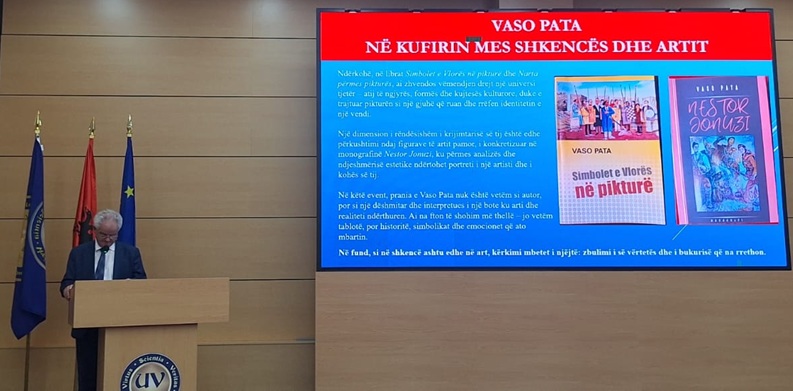 VASO PATA
NË KUFIRIN MES SHKENCËS DHE ARTIT
Ndërkohë, në librat Simbolet e Vlorës në pikturë dhe Narta
përmes pikturës, ai zhvendos vëmendjen drejt një universi
tjetër – atij të ngjyrës, formës dhe kujtesës kulturore, duke e
trajtuar pikturën si një gjuhë që ruan dhe rrëfen identitetin e
një vendi.
Një dimension i rëndësishëm i krijimtarisë së tij është edhe
përkushtimi ndaj figurave të artit pamor, i konkretizuar në
monografinë Nestor Jonuzi, ku përmes analizës dhe
ndjeshmërisë estetike ndërtohet portreti i një artisti dhe i
kohës së tij.
Në këtë event, prania e Vaso Pata nuk është vetëm si autor,
por si një dëshmitar dhe interpretues i një bote ku arti dhe
realiteti ndërthuren. Ai na fton të shohim më thellë – jo vetëm
tablotë, por historitë, simbolikat dhe emocionet që ato
mbartin.
Në fund, si në shkencë ashtu edhe në art, kërkimi mbetet i njëjtë: zbulimi i së vërtetës dhe i bukurisë që na rrethon.
VASO PATA
Simbolet e Vlorës
në pikturë
VASO PATA
NESTOR
JONUZI
Virtus Scientia Veritas
UV